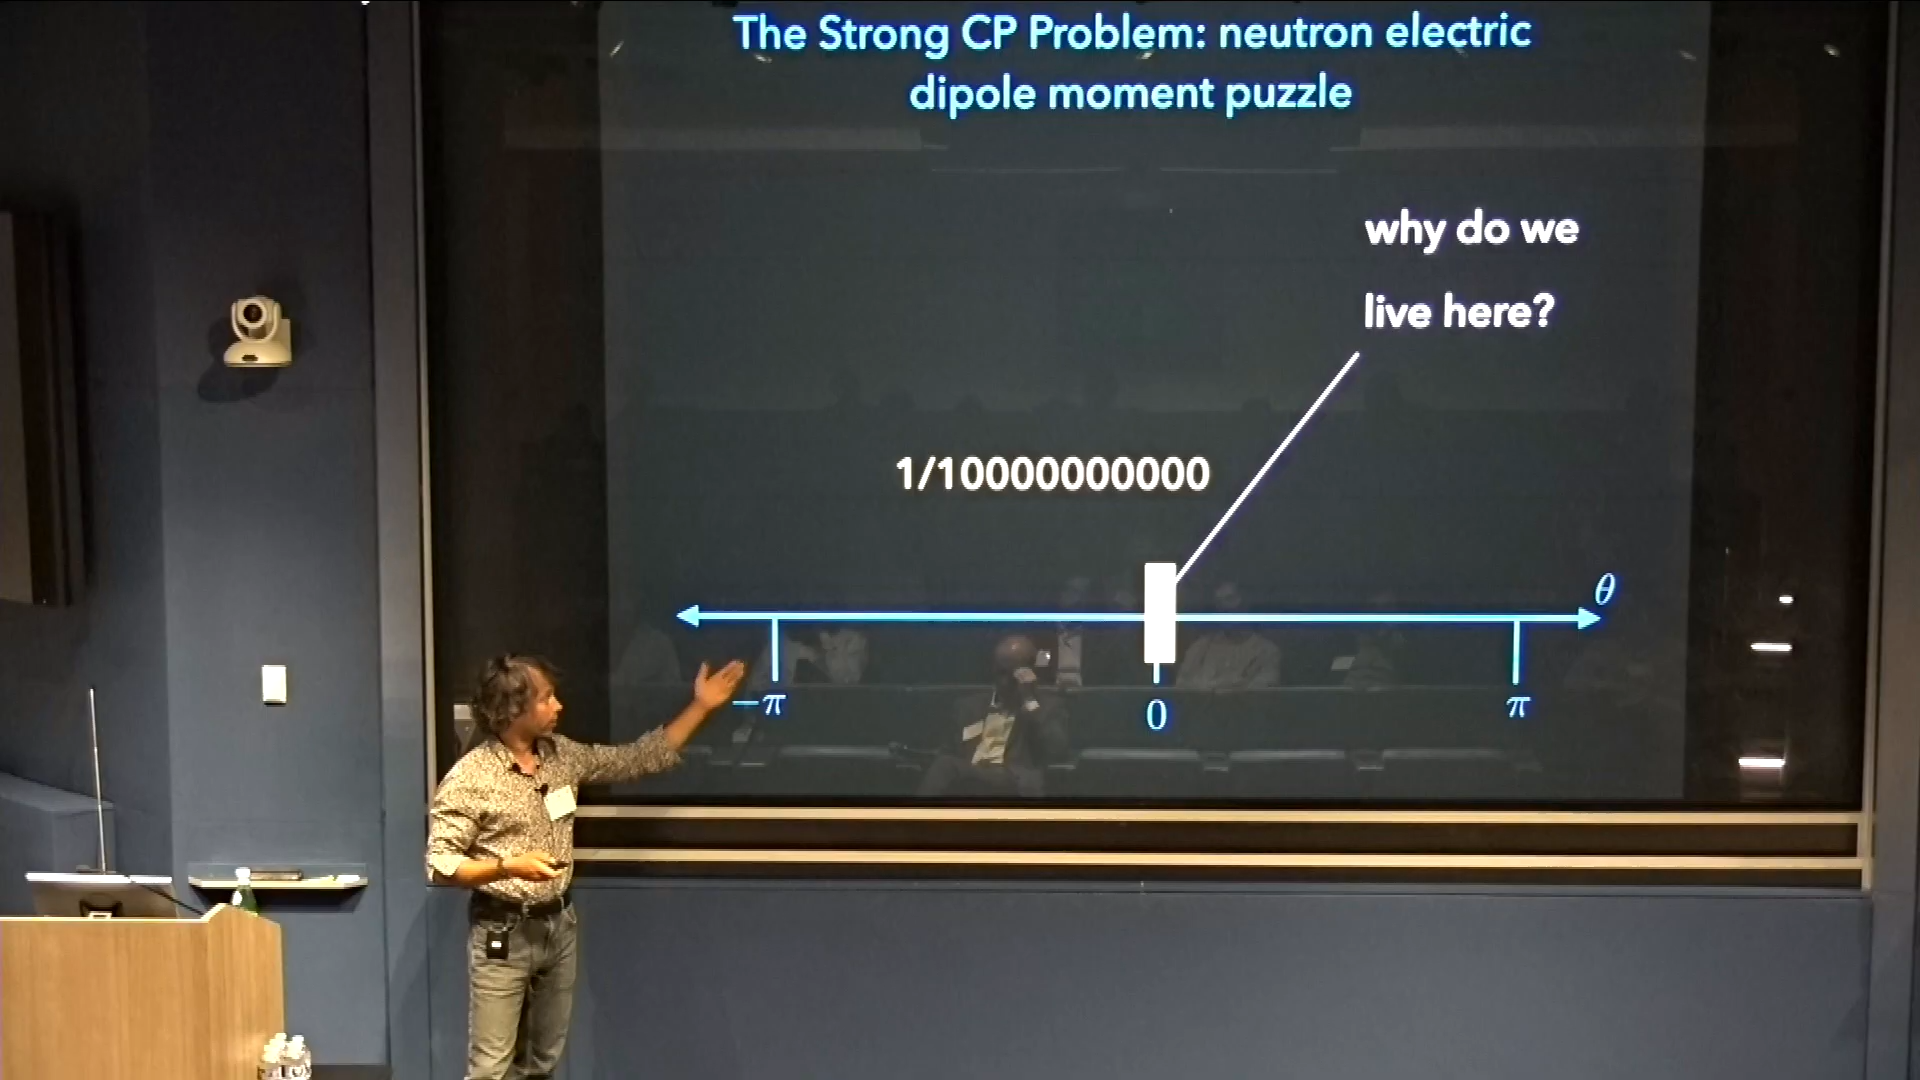 The Strong CP Problem: neutron electric
dipole moment puzzle
why do we
live here?
1/10000000000
θ
−π
0
π